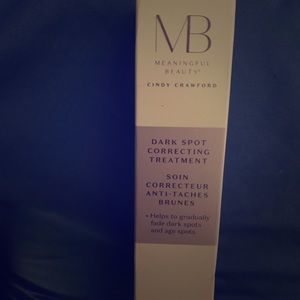 MB
MEANINGFUL
BEAUTY®
CINDY CRAWFORD
DARK SPOT
CORRECTING
TREATMENT
SOIN
CORRECTEUR
ANTI-TACHES
BRUNES
• Helps to gradually
fade dark spots
and age spots.